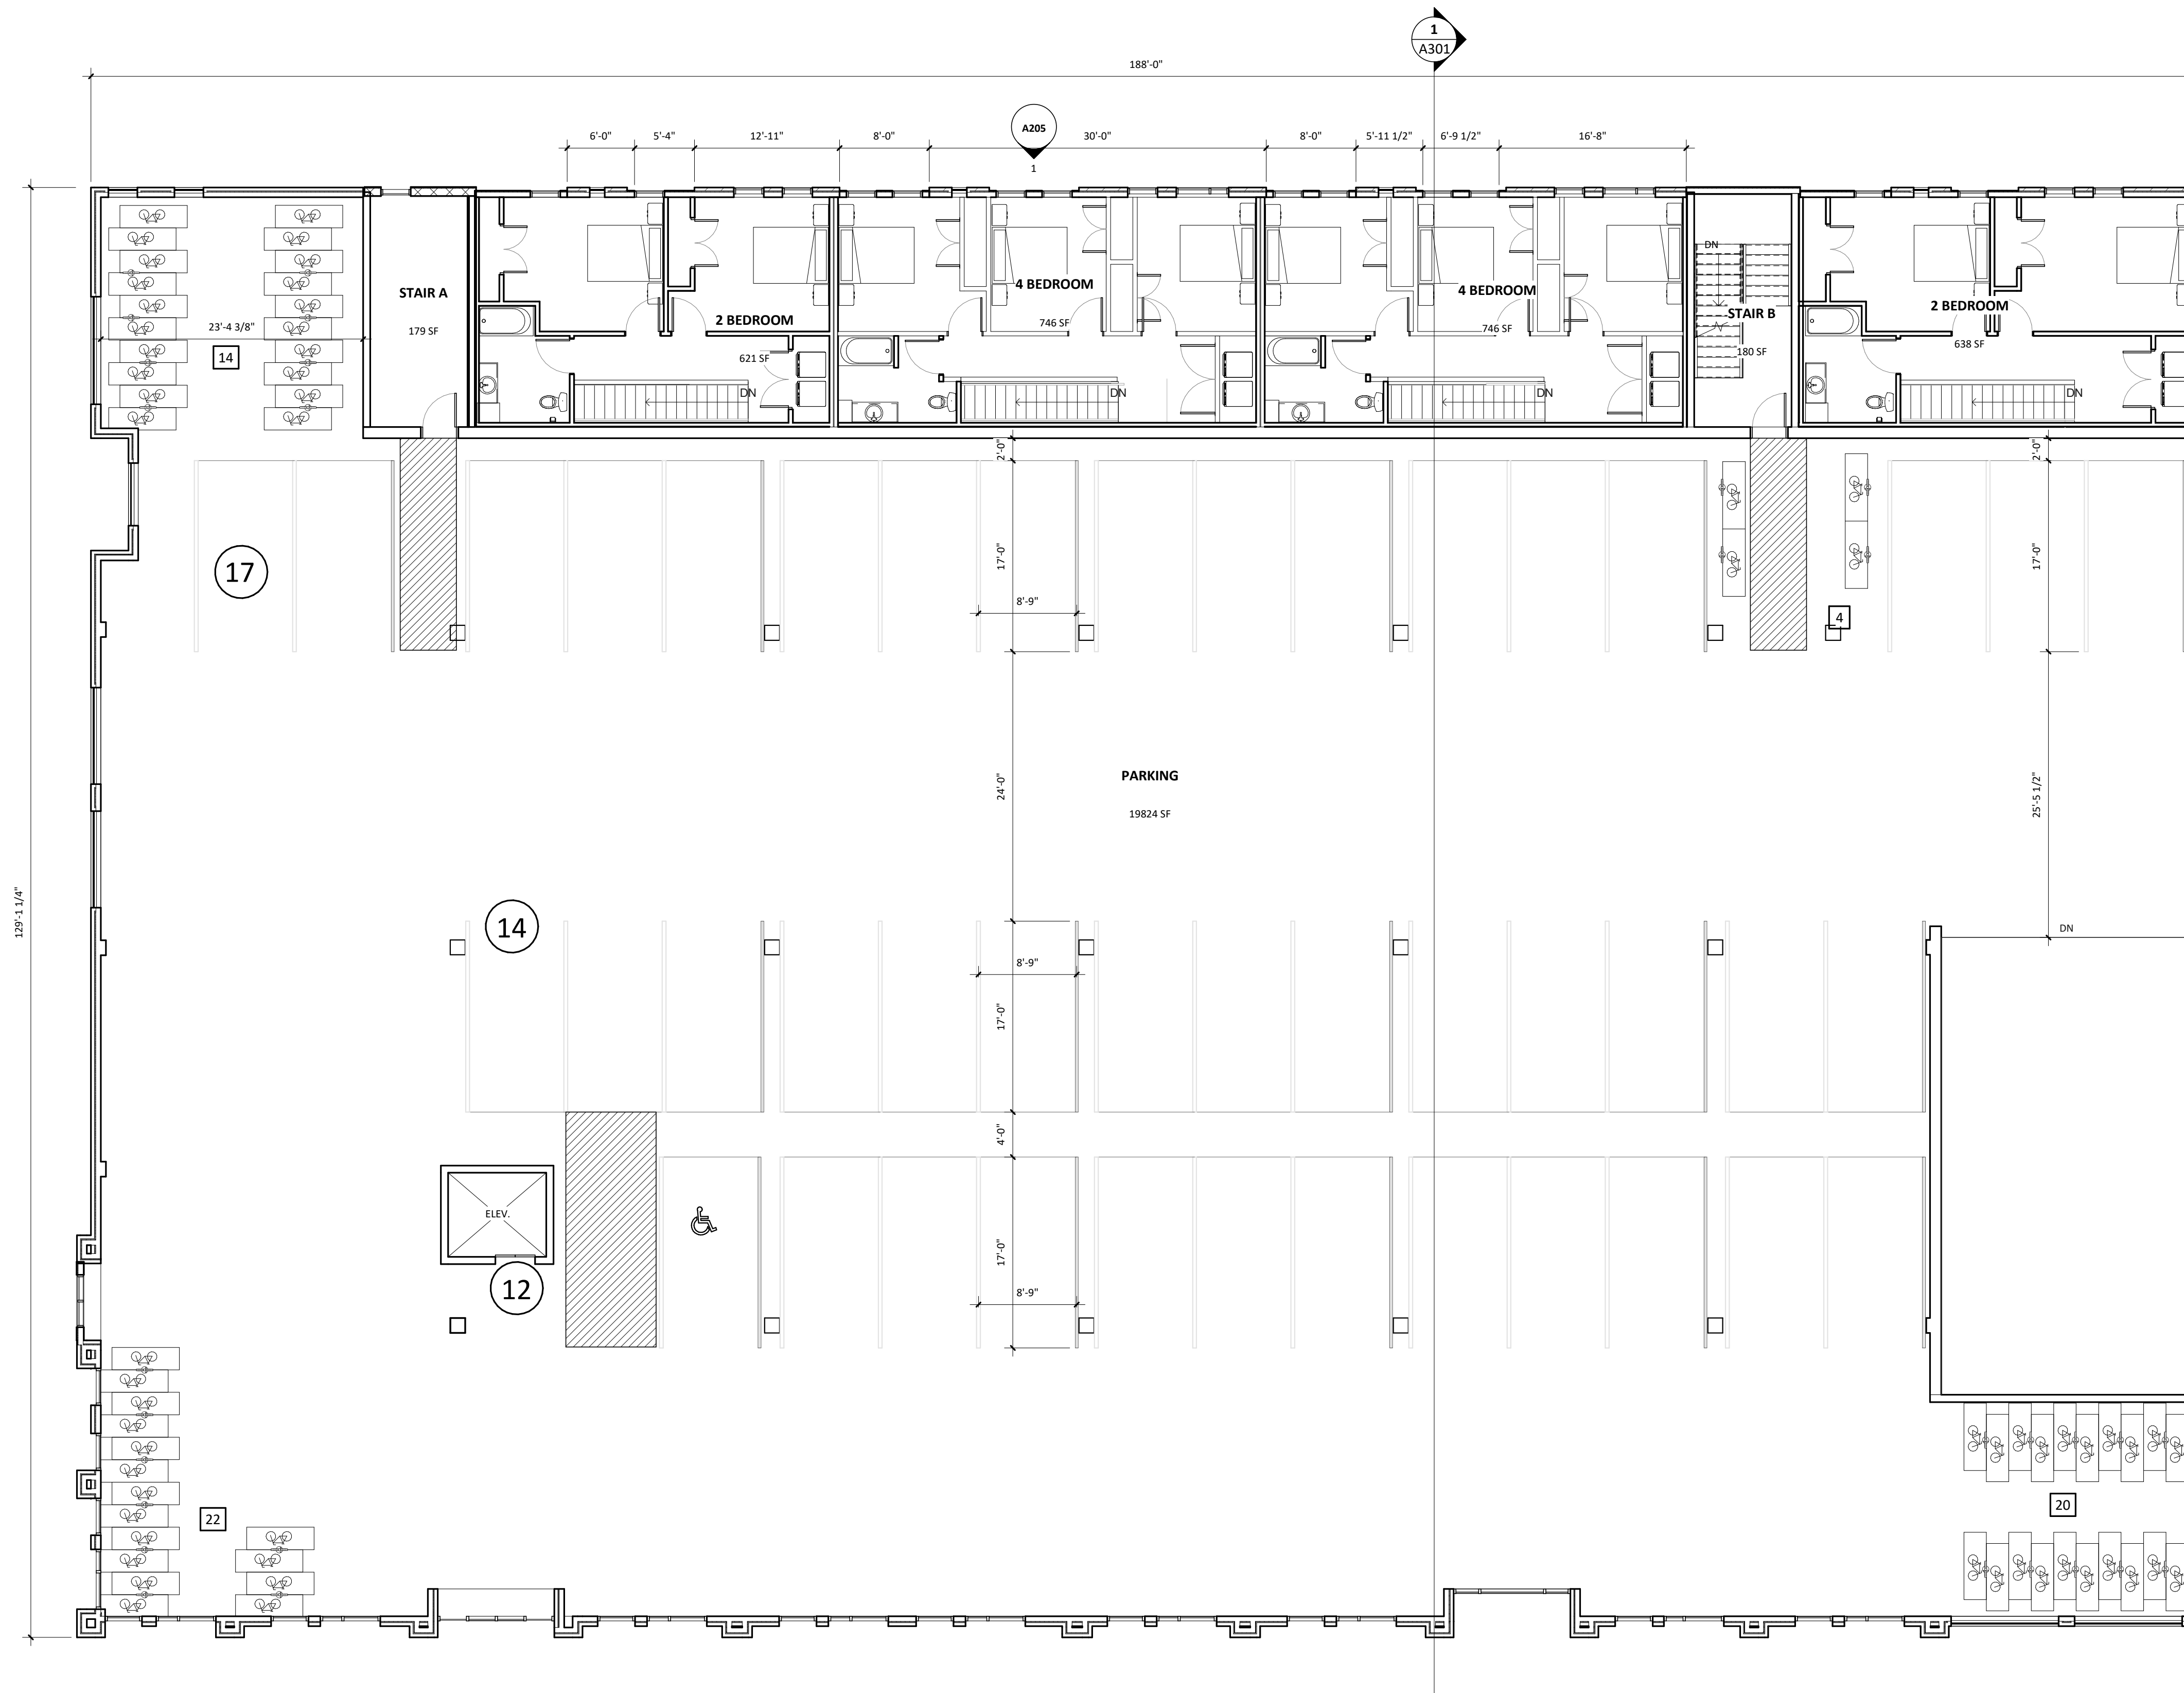 1
A301
188'-0"
A205
1
6'-0"
5'-4"
12'-11"
8'-0"
30'-0"
8'-0"
5'-11 1/2"
6'-9 1/2"
16'-8"
STAIR A
179 SF
23'-4 3/8"
14
2 BEDROOM
621 SF
DN
4 BEDROOM
746 SF
DN
4 BEDROOM
746 SF
DN
DN
STAIR B
180 SF
2 BEDROOM
638 SF
DN
2'-0"
2'-0"
17
17'-0"
17'-0"
8'-9"
4
PARKING
19824 SF
24'-0"
25'-5 1/2"
129'-1 1/4"
14
DN
8'-9"
17'-0"
4'-0"
ELEV.
12
17'-0"
8'-9"
22
20